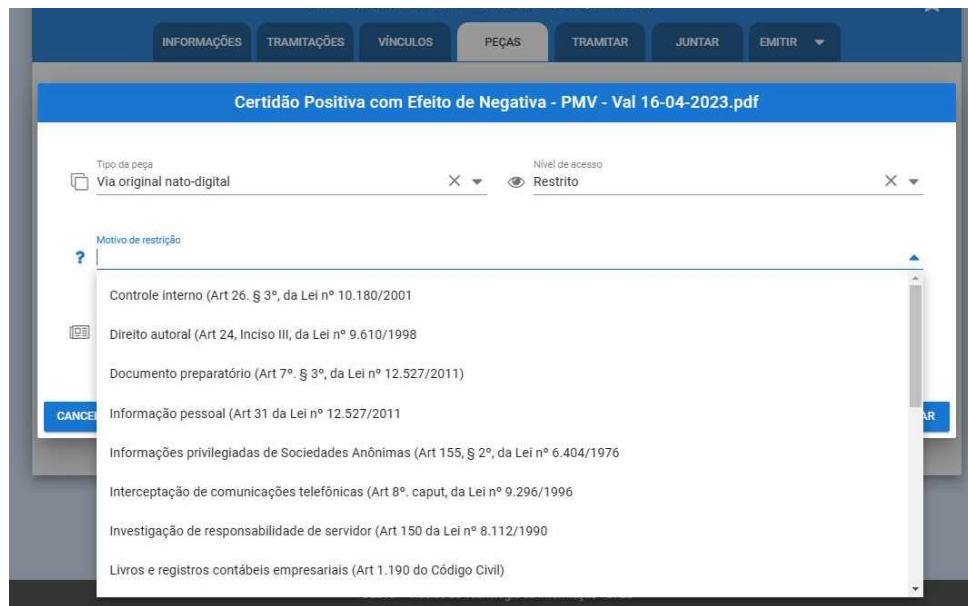 INFORMAÇÕES TRAMITAÇÕES VÍNCULOS PEÇAS TRAMITAR JUNTAR EMITIR
Certidão Positiva com Efeito de Negativa - PMV - Val 16-04-2023.pdf
Tipo da peça Nível de acesso
Via original nato-digital Restrito
Motivo de restrição
Controle interno (Art 26. § 3º, da Lei nº 10.180/2001
Direito autoral (Art 24, Inciso III, da Lei nº 9.610/1998
Documento preparatório (Art 7º. § 3º, da Lei nº 12.527/2011)
CANCE AR
Informação pessoal (Art 31 da Lei nº 12.527/2011
Informações privilegiadas de Sociedades Anônimas (Art 155, § 2º, da Lei nº 6.404/1976
Interceptação de comunicações telefônicas (Art 8º. caput, da Lei nº 9.296/1996
Investigação de responsabilidade de servidor (Art 150 da Lei nº 8.112/1990
Livros e registros contábeis empresariais (Art 1.190 do Código Civil)